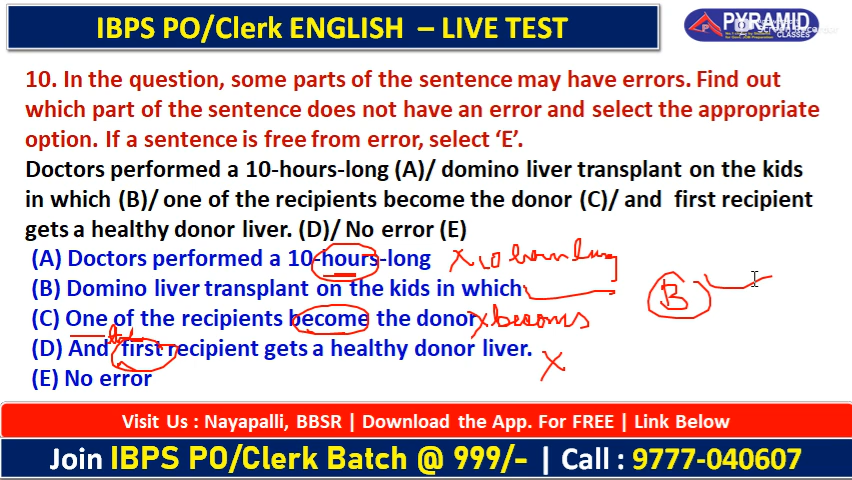 IBPS PO/Clerk ENGLISH – LIVE TEST
PYRAMID
CLASSES
10. In the question, some parts of the sentence may have errors. Find out
which part of the sentence does not have an error and select the appropriate
option. If a sentence is free from error, select ‘E’.
Doctors performed a 10-hours-long (A)/ domino liver transplant on the kids
in which (B)/ one of the recipients become the donor (C)/ and first recipient
gets a healthy donor liver. (D)/ No error (E)
(A) Doctors performed a 10-hours-long x 10 hour long
(B) Domino liver transplant on the kids in which
B
(C) One of the recipients become the donor x becomes
the
(D) And first recipient gets a healthy donor liver. x
(E) No error
Visit Us : Nayapalli, BBSR | Download the App. For FREE | Link Below
Join IBPS PO/Clerk Batch @ 999/- | Call : 9777-040607